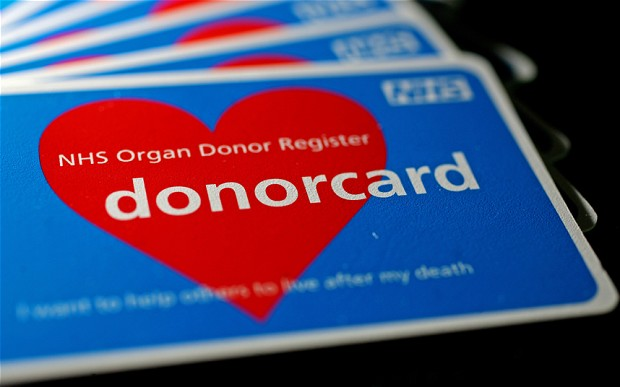 NHS
NHS Organ Donor Register
donorcard
I want to help others to live after my death